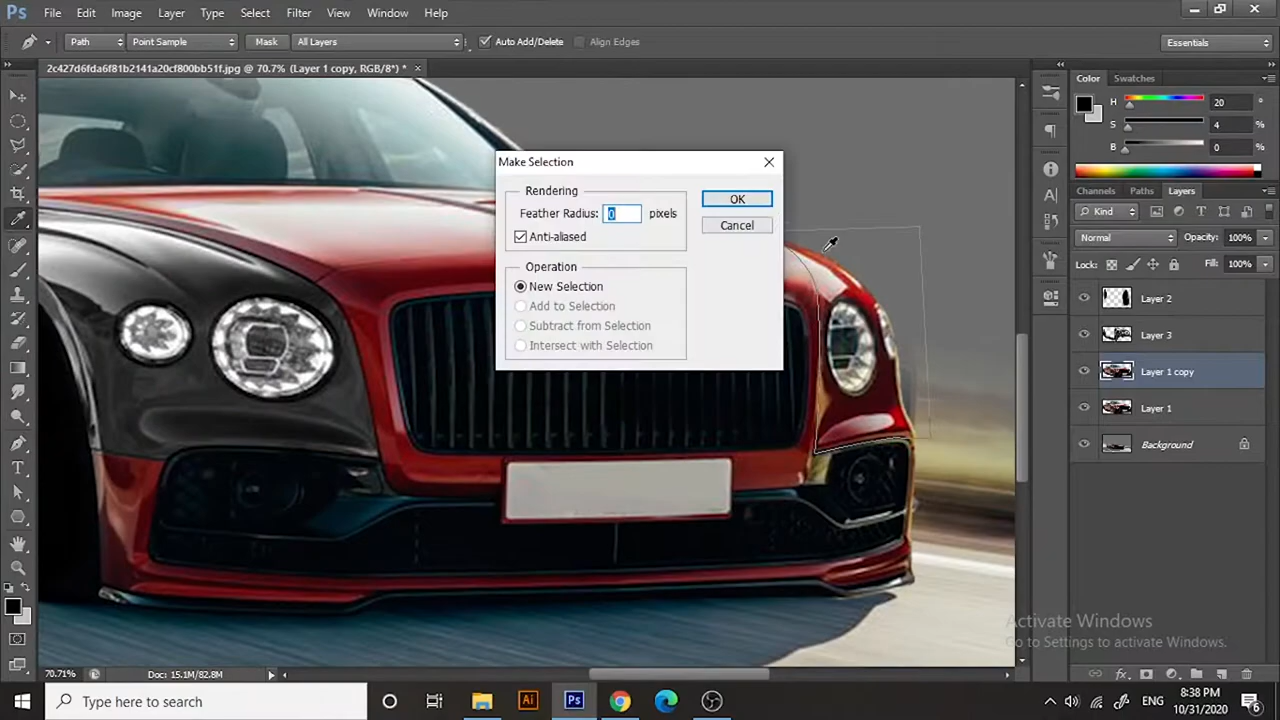 Ps File Edit Image Layer Type Select Filter View Window Help
Path Point Sample Mask All Layers Auto Add/Delete Align Edges Essentials
2c427d6fda6f81b2141a20cf800bb51f.jpg @ 70.7% (Layer 1 copy, RGB/8*) * ×
Color Swatches
H 20 °
S 4 %
B 0 %
Channels Paths Layers
Kind
Normal Opacity: 100%
Lock: Fill: 100%
Layer 2
Layer 3
Layer 1 copy
Layer 1
Background
Make Selection
Rendering
Feather Radius: 0 pixels
Anti-aliased
OK
Cancel
Operation
New Selection
Add to Selection
Subtract from Selection
Intersect with Selection
Activate Windows
Go to Settings to activate Windows.
70.71% Doc: 15.1M/82.8M
Type here to search
Ai Ps
ENG
8:38 PM
10/31/2020
6